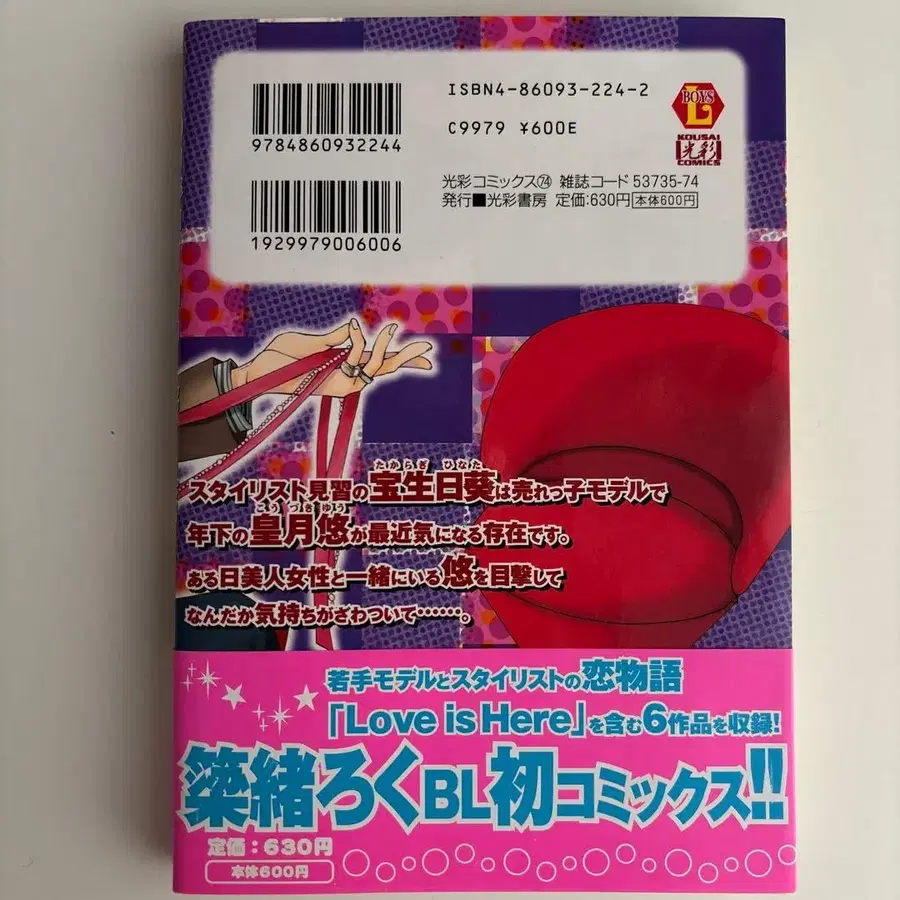 9784860932244
1929979006006
ISBN4-86093-224-2
C9979 ¥600E
BOYS
L
KOUSAI
光彩
COMICS
光彩コミックス74 雑誌コード 53735-74
発行■光彩書房 定価:630円 本体600円
たからぎ ひなた
スタイリスト見習の宝生日葵は売れっ子モデルで
こうづきゆう
年下の皇月悠が最近気になる存在です。
ある日美人女性と一緒にいる悠を目撃して
なんだか気持ちがざわついて……。
若手モデルとスタイリストの恋物語
「Love is Here」を含む6作品を収録!
築緒ろくBL初コミックス!!
定価:630円
本体600円